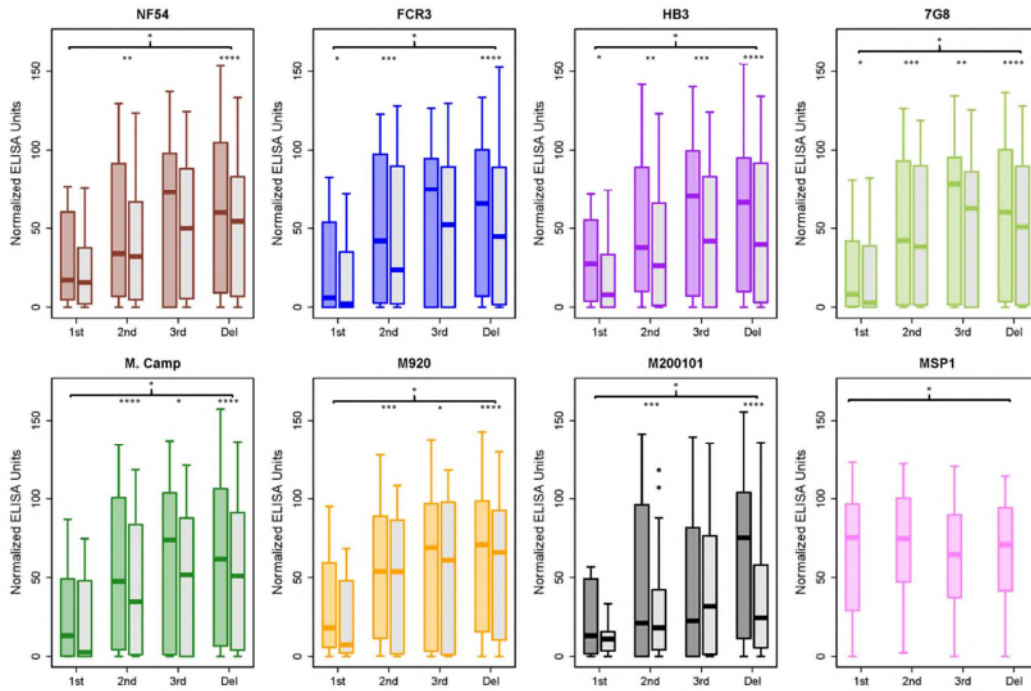 NF54 FCR3 HB3 7G8
* * * *
** **** * *** **** * ** *** **** * *** ** ****
Normalized ELISA Units Normalized ELISA Units Normalized ELISA Units Normalized ELISA Units
150 150 150 150
100 100 100 100
50 50 50 50
0 0 0 0
1st 2nd 3rd Del 1st 2nd 3rd Del 1st 2nd 3rd Del 1st 2nd 3rd Del
M. Camp M920 M200101 MSP1
* * * *
**** * **** *** * **** *** ****
Normalized ELISA Units Normalized ELISA Units Normalized ELISA Units Normalized ELISA Units
150 150 150 150
100 100 100 100
50 50 50 50
0 0 0 0
1st 2nd 3rd Del 1st 2nd 3rd Del 1st 2nd 3rd Del 1st 2nd 3rd Del